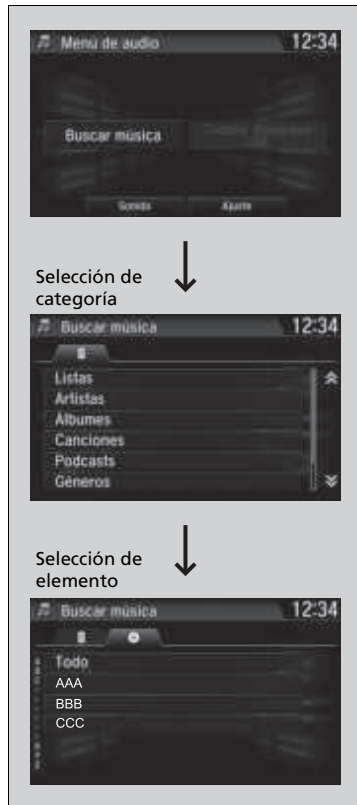 Menú de audio 12:34
Buscar música
Sonido Ajuste
Selección de
categoría
Buscar música 12:34
Listas
Artistas
Álbumes
Canciones
Podcasts
Géneros
Selección de
elemento
Buscar música 12:34
Todo
AAA
BBB
CCC